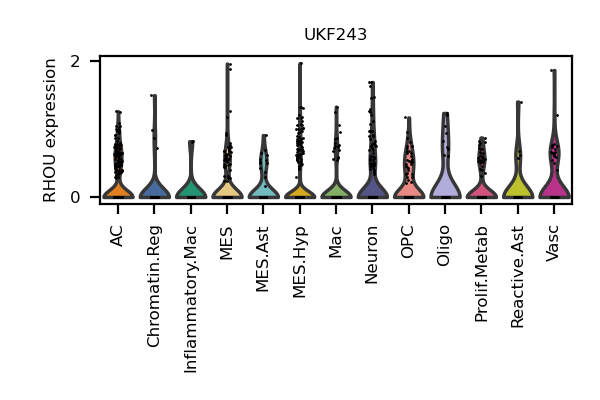 UKF243
RHOU expression
2
0
AC
Chromatin.Reg
Inflammatory.Mac
MES
MES.Ast
MES.Hyp
Mac
Neuron
OPC
Oligo
Prolif.Metab
Reactive.Ast
Vasc